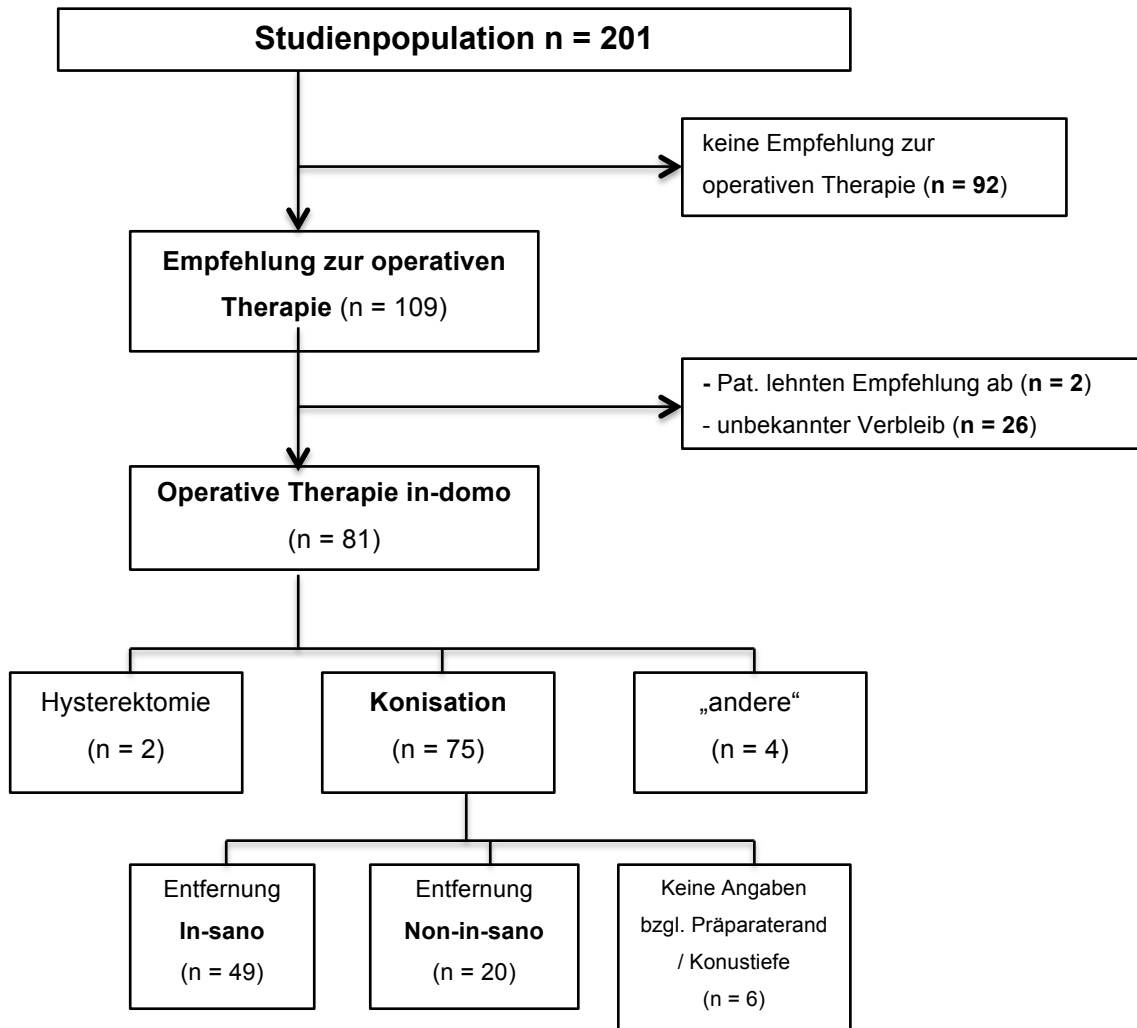 Studienpopulation n = 201
keine Empfehlung zur
operativen Therapie (n = 92)
Empfehlung zur operativen
Therapie (n = 109)
- Pat. lehnten Empfehlung ab (n = 2)
- unbekannter Verbleib (n = 26)
Operative Therapie in-domo
(n = 81)
Hysterektomie
(n = 2)
Konisation
(n = 75)
„andere“
(n = 4)
Entfernung
In-sano
(n = 49)
Entfernung
Non-in-sano
(n = 20)
Keine Angaben
bzgl. Präparaterand
/ Konustiefe
(n = 6)